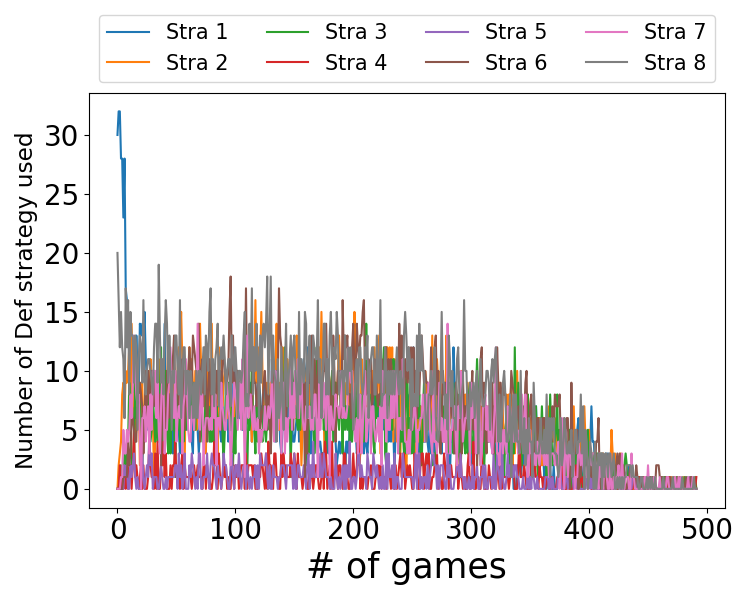 Stra 1 Stra 3 Stra 5 Stra 7
Stra 2 Stra 4 Stra 6 Stra 8
Number of Def strategy used
30
25
20
15
10
5
0
0 100 200 300 400 500
# of games